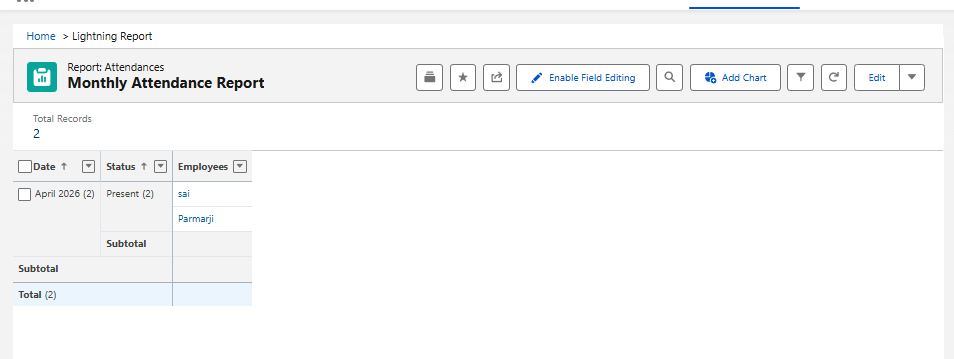 Home > Lightning Report
Report: Attendances
Monthly Attendance Report
Enable Field Editing
Add Chart
Edit
Total Records
2
Date ↑ Status ↑ Employees
April 2026 (2) Present (2) sai
Parmarji
Subtotal
Subtotal
Total (2)